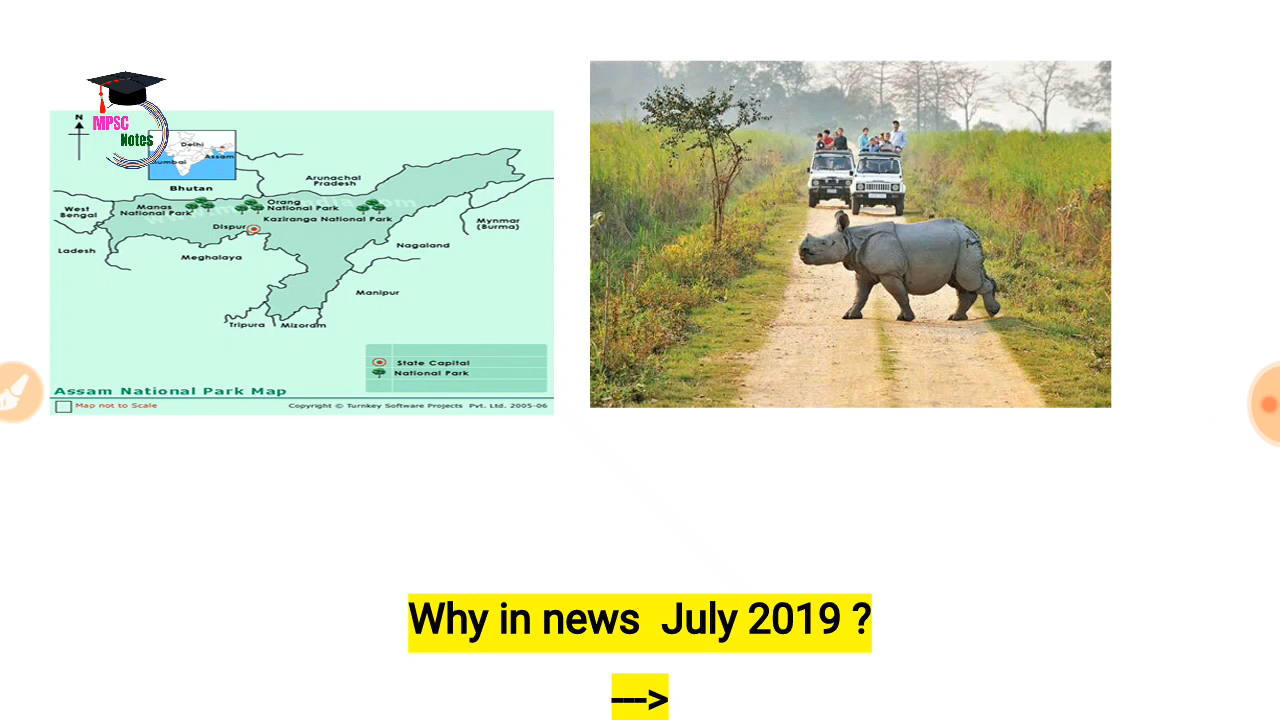 MPSC
Notes
N
Delhi
Mumbai
Assam
Bhutan
Arunachal
Pradesh
West
Bengal
Manas
National Park
Orang
National Park
Kaziranga National Park
Mynmar
(Burma)
Dispur
Ladesh
Meghalaya
Nagaland
Manipur
Tripura
Mizoram
State Capital
National Park
Assam National Park Map
Map not to Scale
Copyright © Turnkey Software Projects Pvt. Ltd. 2005-06
Why in news July 2019 ?
--->